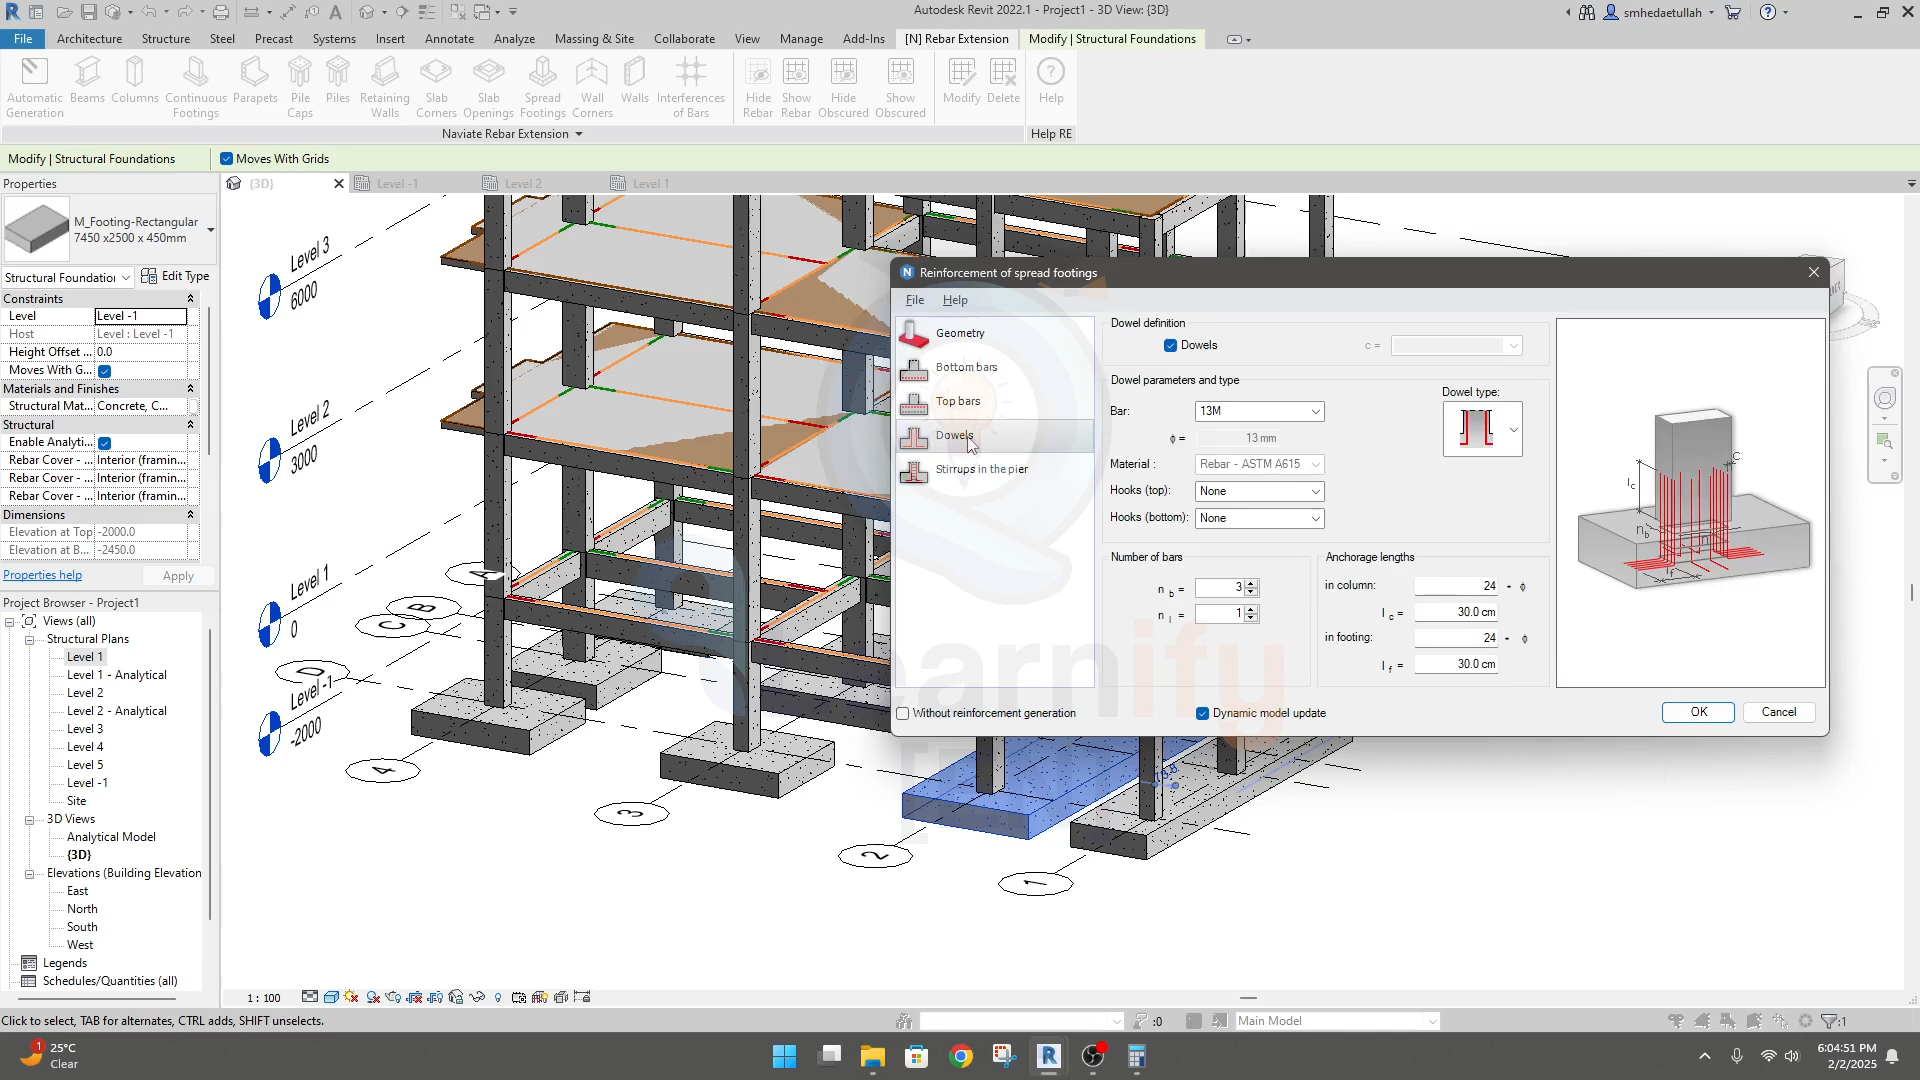 Autodesk Revit 2022.1 - Project1 - 3D View: {3D}
smhedaetullah
File Architecture Structure Steel Precast Systems Insert Annotate Analyze Massing & Site Collaborate View Manage Add-Ins [N] Rebar Extension Modify | Structural Foundations
Automatic Generation
Beams
Columns
Continuous Footings
Parapets
Pile Caps
Piles
Retaining Walls
Slab Corners
Slab Openings
Spread Footings
Wall Corners
Walls
Interferences of Bars
Hide Rebar
Show Rebar
Hide Obscured
Show Obscured
Modify
Delete
Help
Naviate Rebar Extension
Help RE
Modify | Structural Foundations
Moves With Grids
Properties
{3D}
Level -1
Level 2
Level 1
M_Footing-Rectangular
7450 x2500 x 450mm
Structural Foundation
Edit Type
Constraints
Level Level -1
Host Level : Level -1
Height Offset ... 0.0
Moves With G...
Materials and Finishes
Structural Mat... Concrete, C...
Structural
Enable Analyti...
Rebar Cover - ... Interior (framin...
Rebar Cover - ... Interior (framin...
Rebar Cover - ... Interior (framin...
Dimensions
Elevation at Top -2000.0
Elevation at B... -2450.0
Properties help
Apply
Project Browser - Project1
Views (all)
Structural Plans
Level 1
Level 1 - Analytical
Level 2
Level 2 - Analytical
Level 3
Level 4
Level 5
Level -1
Site
3D Views
Analytical Model
{3D}
Elevations (Building Elevation
East
North
South
West
Legends
Schedules/Quantities (all)
Level 3
6000
Level 2
3000
Level 1
0
Level -1
-2000
A
B
C
D
4
3
2
1
Reinforcement of spread footings
File Help
Geometry
Bottom bars
Top bars
Dowels
Stirrups in the pier
Dowel definition
Dowels
c =
Dowel parameters and type
Dowel type:
Bar: 13M
ϕ = 13 mm
Material : Rebar - ASTM A615
Hooks (top): None
Hooks (bottom): None
Number of bars
n b = 3
n l = 1
Anchorage lengths
in column: 24 * ϕ
l c = 30.0 cm
in footing: 24 * ϕ
l f = 30.0 cm
c
lc
nb
nl
lf
Without reinforcement generation
Dynamic model update
OK
Cancel
earnify
1 : 100
Click to select, TAB for alternates, CTRL adds, SHIFT unselects.
:0
Main Model
:1
1
25°C
Clear
6:04:51 PM
2/2/2025